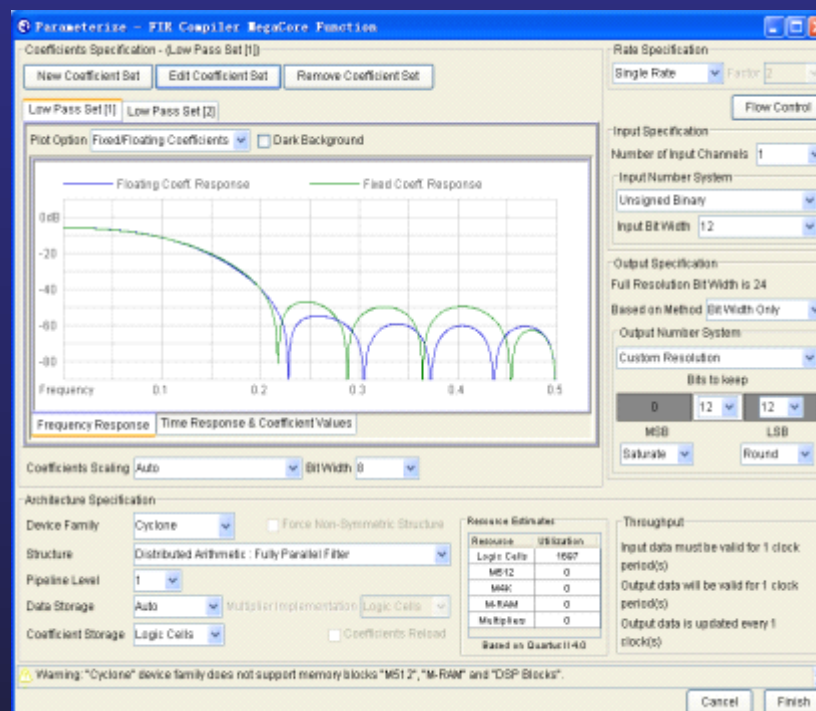 Parameterize - FIR Compiler MegaCore Function
Coefficients Specification - (Low Pass Set [1])
New Coefficient Set
Edit Coefficient Set
Remove Coefficient Set
Low Pass Set [1]
Low Pass Set [2]
Plot Option Fixed/Floating Coefficients
Dark Background
Floating Coeff. Response
Fixed Coeff. Response
0dB
-20
-40
-60
-80
Frequency 0.1 0.2 0.3 0.4 0.5
Frequency Response
Time Response & Coefficient Values
Coefficients Scaling Auto
Bit Width 8
Rate Specification
Single Rate
Factor 2
Flow Control
Input Specification
Number of Input Channels 1
Input Number System
Unsigned Binary
Input Bit Width 12
Output Specification
Full Resolution Bit Width is 24
Based on Method Bit Width Only
Output Number System
Custom Resolution
Bits to keep
0 12 12
MSB LSB
Saturate Round
Architecture Specification
Device Family Cyclone
Force Non-Symmetric Structure
Structure Distributed Arithmetic : Fully Parallel Filter
Pipeline Level 1
Data Storage Auto
Multiplier Implementation Logic Cells
Coefficient Storage Logic Cells
Coefficients Reload
Resource Estimates
Resource Utilization
Logic Cells 1697
M512 0
M4K 0
M-RAM 0
Multiplies 0
Based on Quartus II 4.0
Throughput
Input data must be valid for 1 clock
period(s)
Output data will be valid for 1 clock
period(s)
Output data is updated every 1
clock(s)
Warning: "Cyclone" device family does not support memory blocks "M512", "M-RAM" and "DSP Blocks".
Cancel
Finish